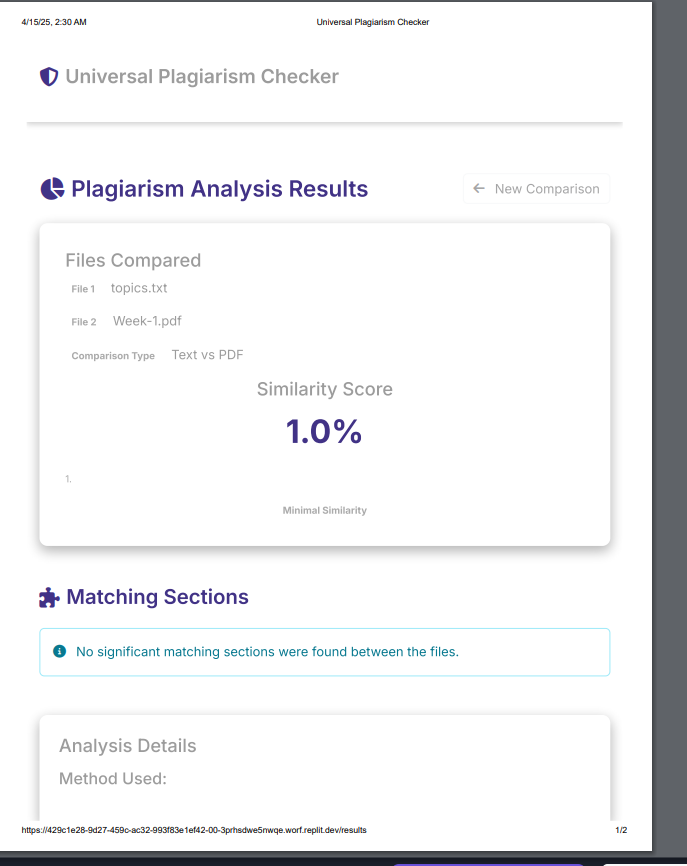 4/15/25, 2:30 AM Universal Plagiarism Checker
Universal Plagiarism Checker
Plagiarism Analysis Results
New Comparison
Files Compared
File 1 topics.txt
File 2 Week-1.pdf
Comparison Type Text vs PDF
Similarity Score
1.0%
1.
Minimal Similarity
Matching Sections
No significant matching sections were found between the files.
Analysis Details
Method Used:
https://429c1e28-9d27-459c-ac32-993f83e1ef42-00-3prhsdwe5nwqe.worf.replit.dev/results 1/2